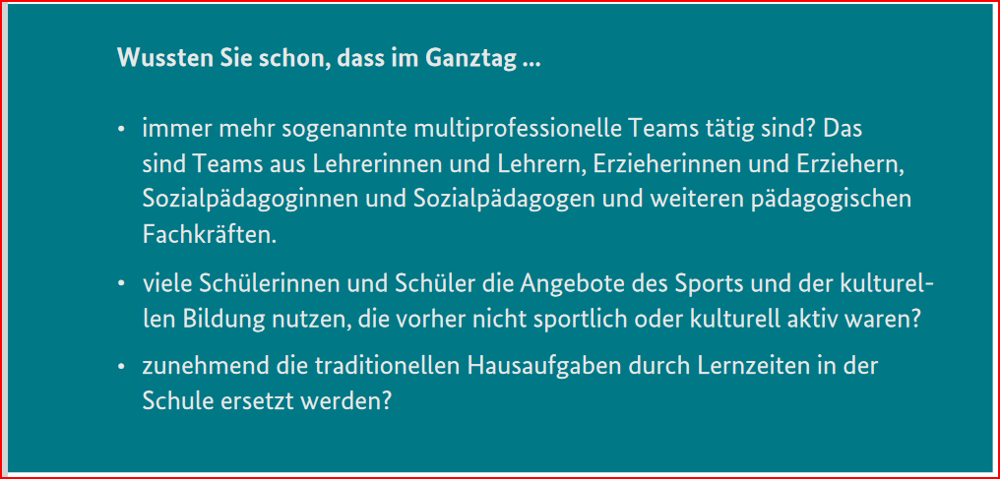 Wussten Sie schon, dass im Ganztag ...
• immer mehr sogenannte multiprofessionelle Teams tätig sind? Das
sind Teams aus Lehrerinnen und Lehrern, Erzieherinnen und Erziehern,
Sozialpädagoginnen und Sozialpädagogen und weiteren pädagogischen
Fachkräften.
• viele Schülerinnen und Schüler die Angebote des Sports und der kulturel-
len Bildung nutzen, die vorher nicht sportlich oder kulturell aktiv waren?
• zunehmend die traditionellen Hausaufgaben durch Lernzeiten in der
Schule ersetzt werden?